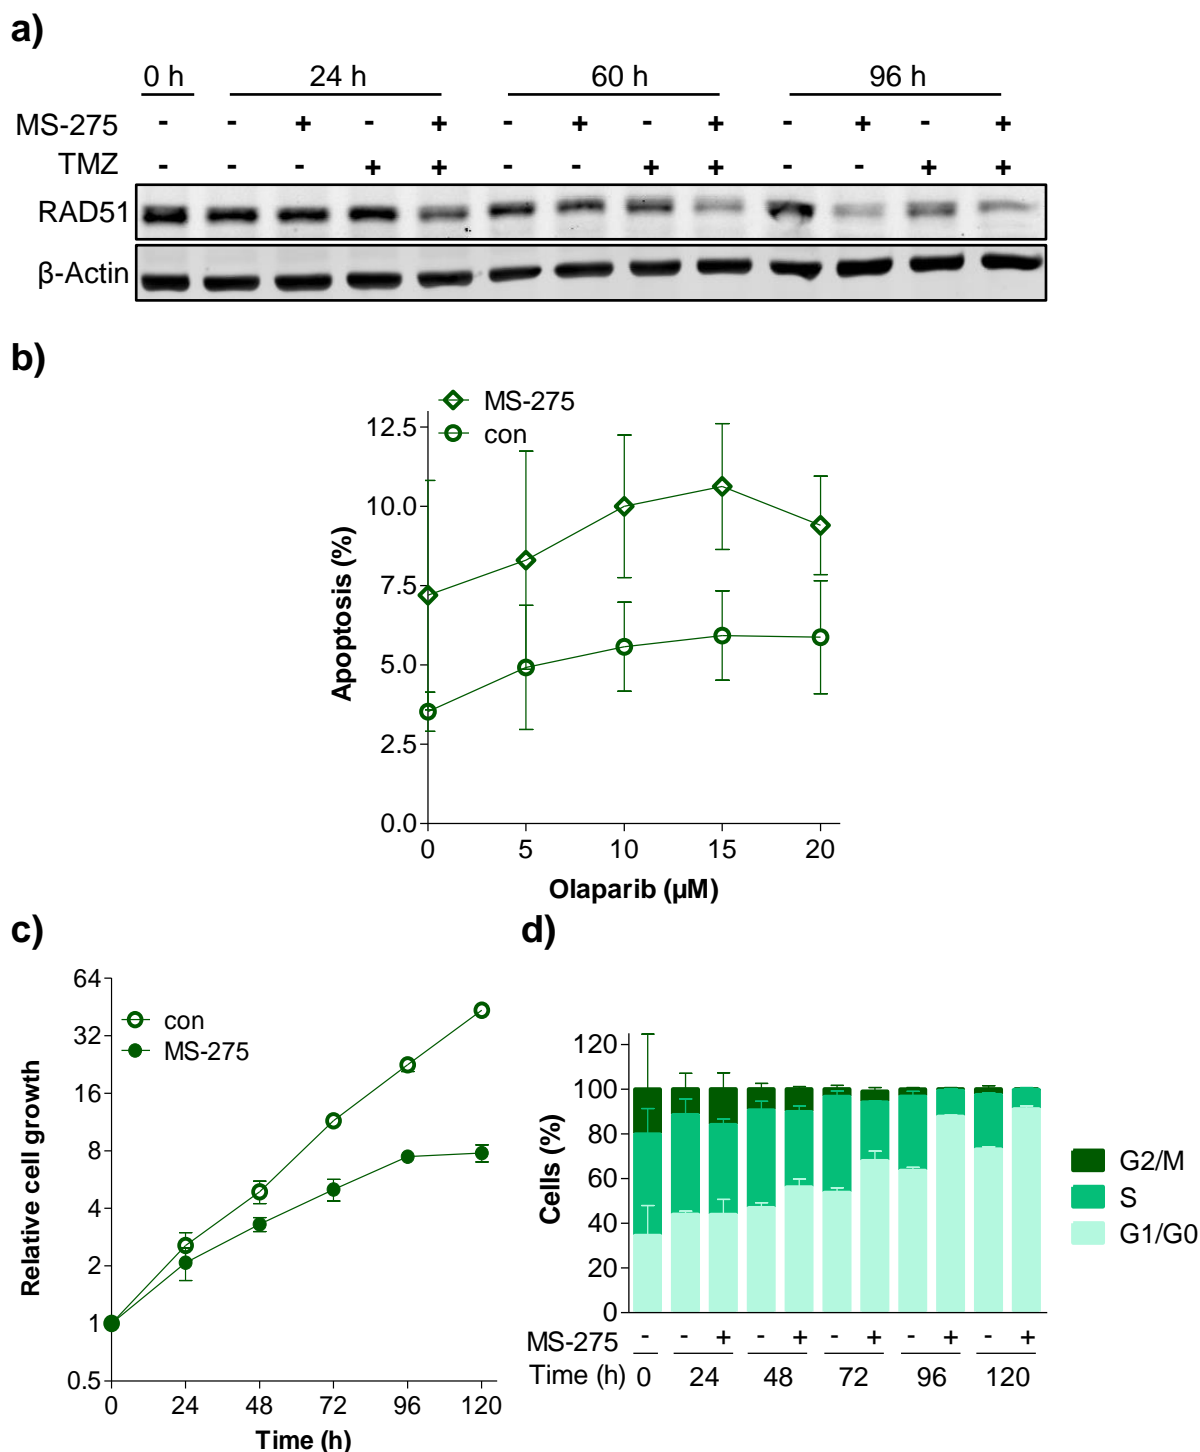 a)
0 h 24 h 60 h 96 h
MS-275 - - + - + - + - + - + - +
TMZ - - - + + - - + + - - + +
RAD51
β-Actin
b)
MS-275
con
12.5
10.0
7.5
5.0
2.5
0.0
Apoptosis (%)
0 5 10 15 20
Olaparib (µM)
c)
64
32
16
8
4
2
1
0.5
Relative cell growth
con
MS-275
0 24 48 72 96 120
Time (h)
d)
120
100
80
60
40
20
0
Cells (%)
G2/M
S
G1/G0
MS-275 - - + - + - + - + - +
Time (h) 0 24 48 72 96 120